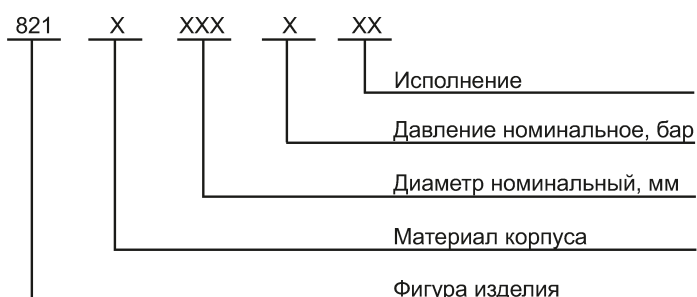 821 X XXX X XX
Исполнение
Давление номинальное, бар
Диаметр номинальный, мм
Материал корпуса
Фигура изделия